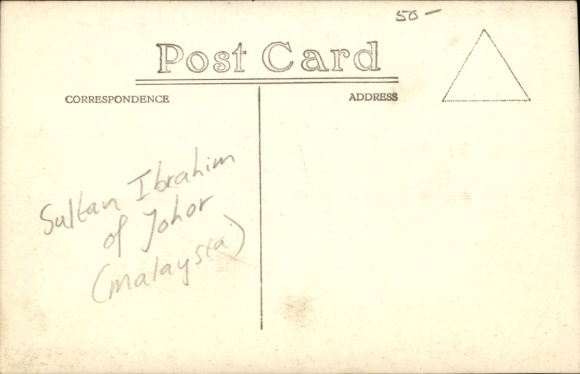 50-
Post Card
CORRESPONDENCE
ADDRESS
Sultan Ibrahim
of Johor
(Malaysia)